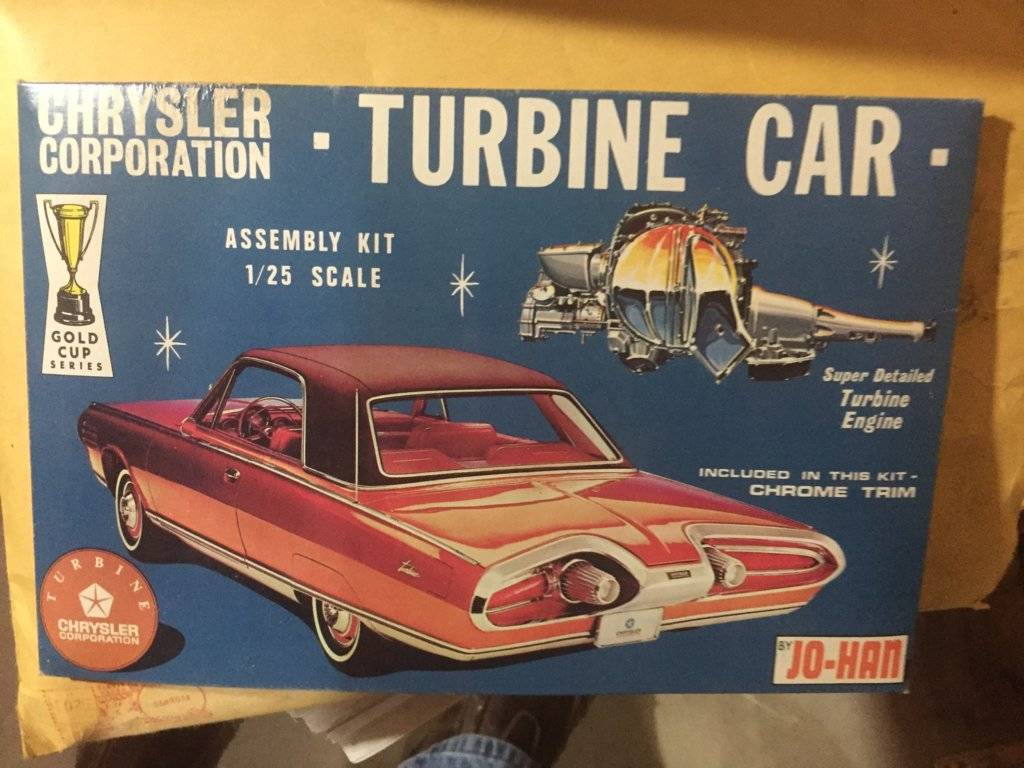 CHRYSLER
CORPORATION
· TURBINE CAR ·
GOLD
CUP
SERIES
ASSEMBLY KIT
1/25 SCALE
Super Detailed
Turbine
Engine
INCLUDED IN THIS KIT -
CHROME TRIM
TURBINE
CHRYSLER
CORPORATION
BY JO-HAN